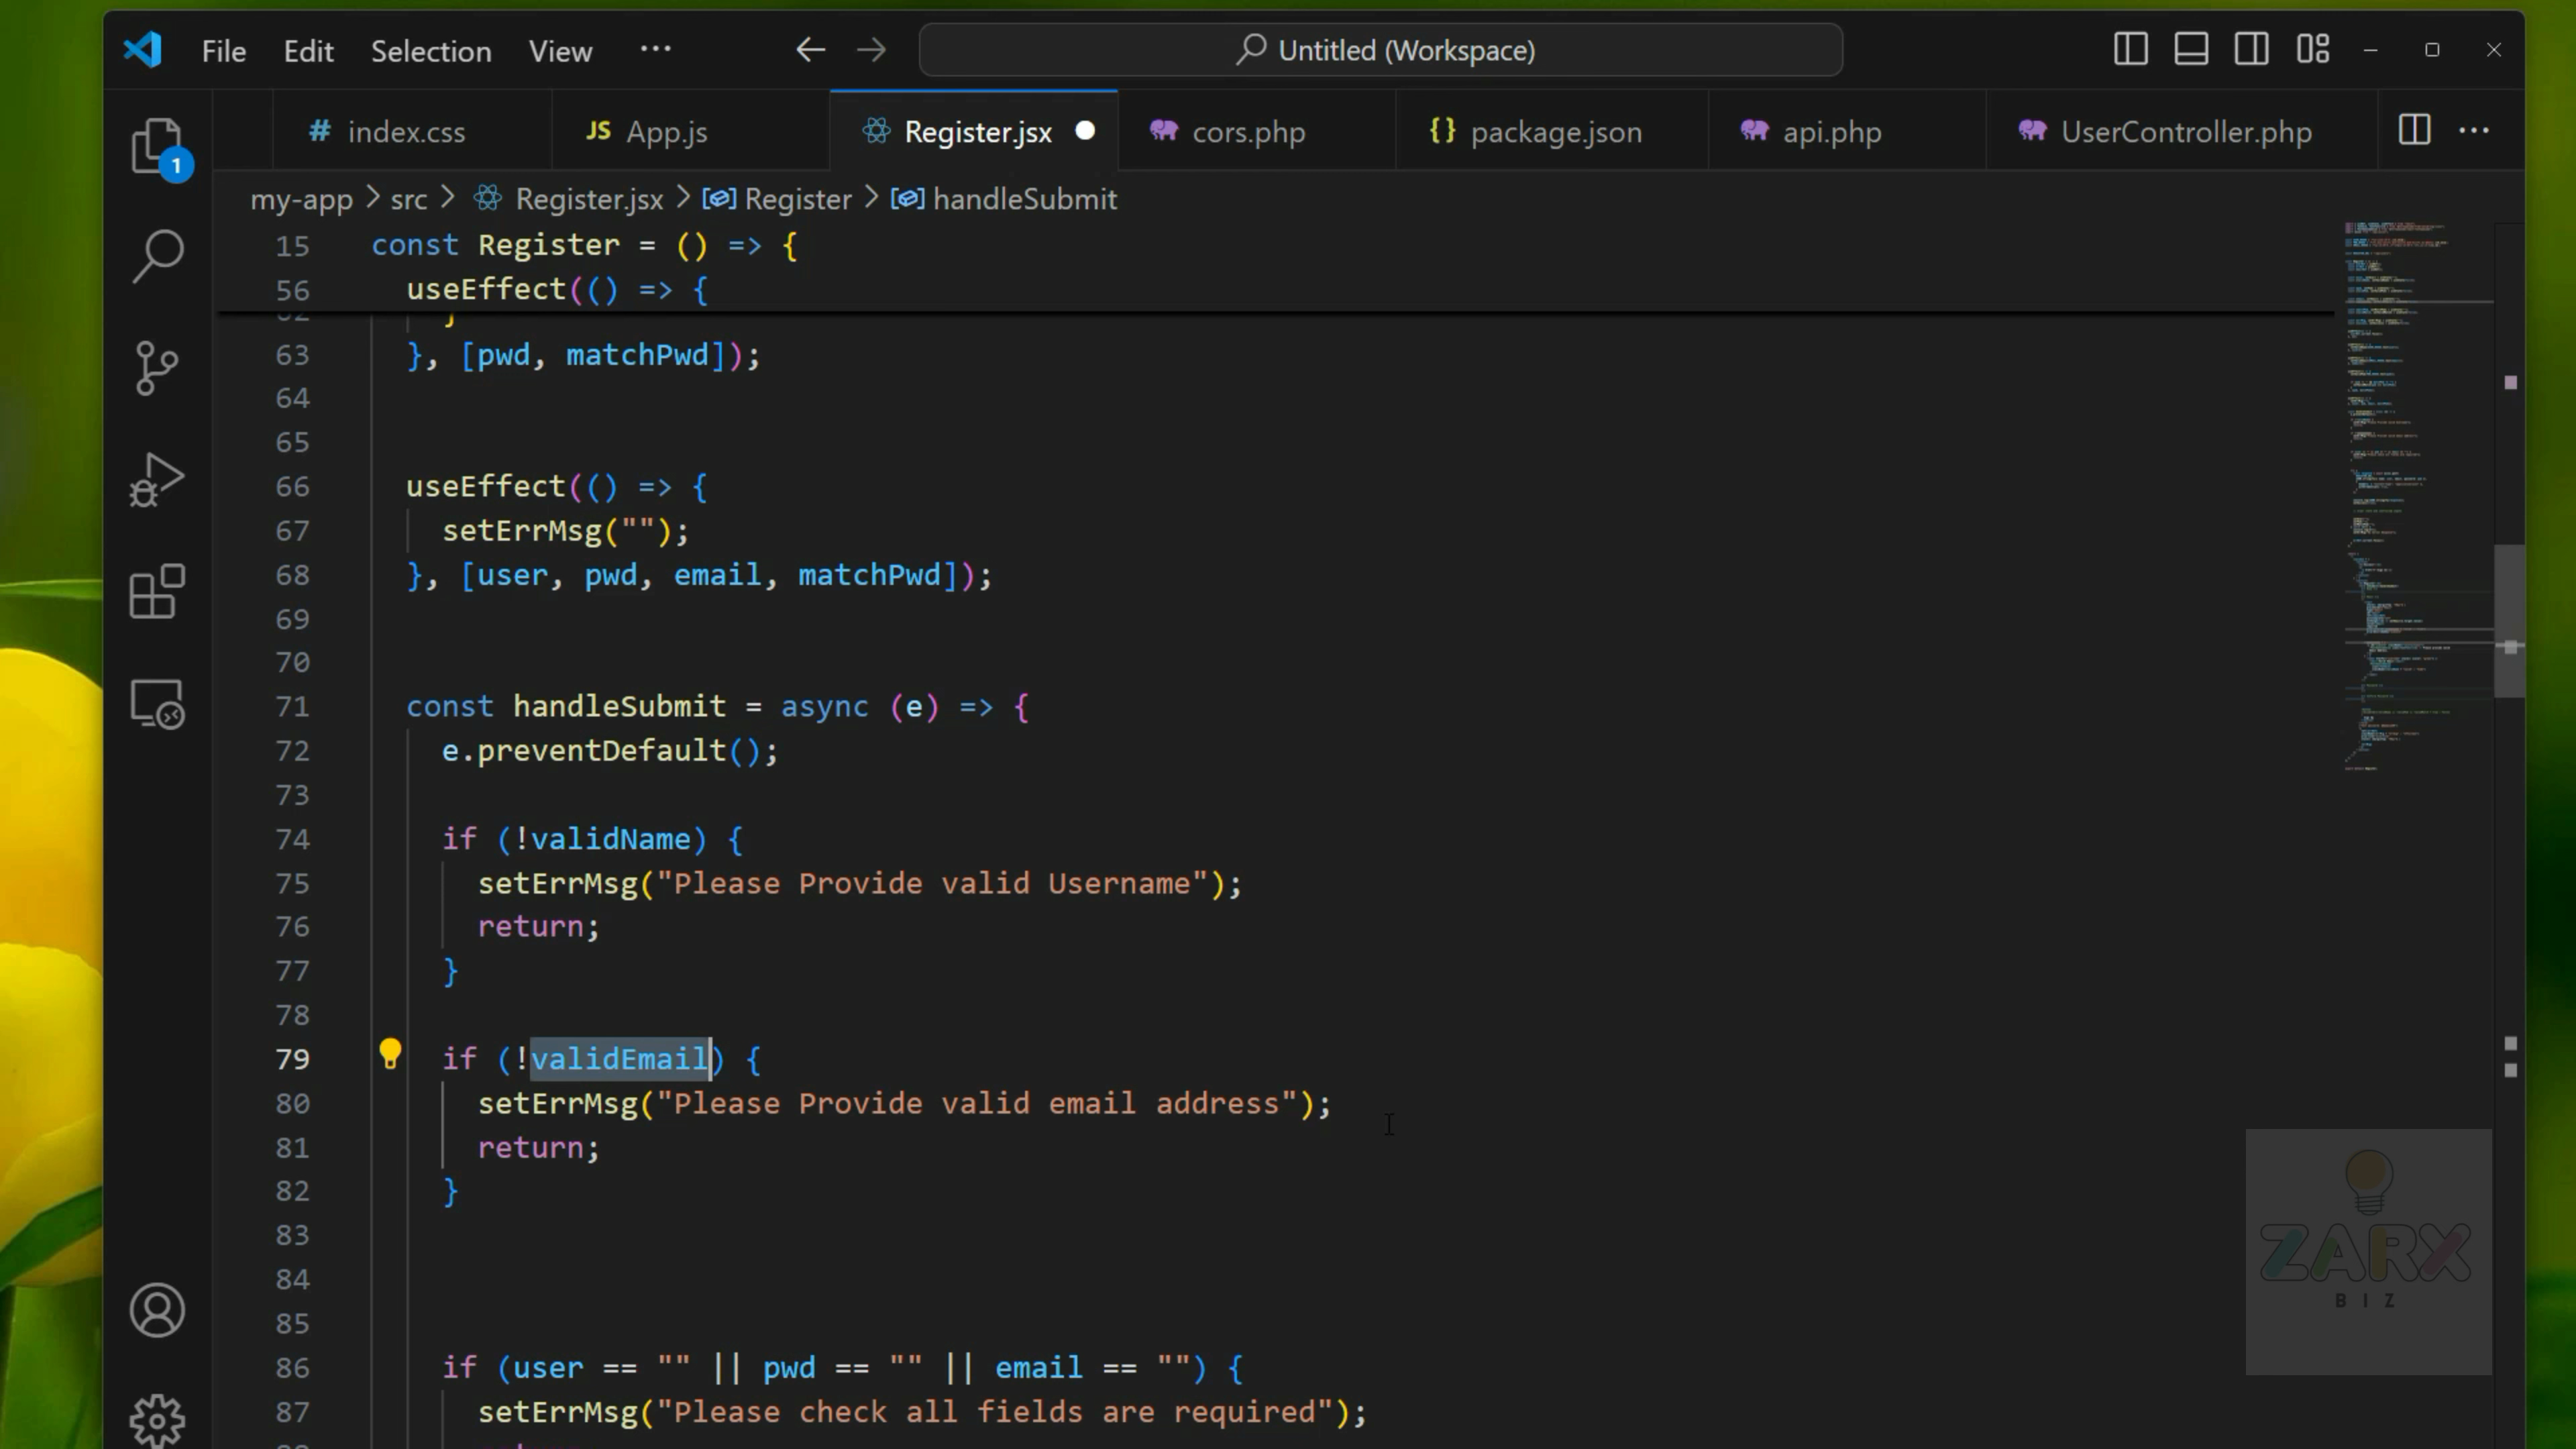 File Edit Selection View ··· Untitled (Workspace)
1
# index.css JS App.js Register.jsx cors.php {} package.json api.php UserController.php ···
my-app > src > Register.jsx > Register > handleSubmit
15 const Register = () => {
56 useEffect(() => {
62 }
63 }, [pwd, matchPwd]);
64
65
66 useEffect(() => {
67 setErrMsg("");
68 }, [user, pwd, email, matchPwd]);
69
70
71 const handleSubmit = async (e) => {
72 e.preventDefault();
73
74 if (!validName) {
75 setErrMsg("Please Provide valid Username");
76 return;
77 }
78
79 if (!validEmail) {
80 setErrMsg("Please Provide valid email address");
81 return;
82 }
83
84
85
86 if (user == "" || pwd == "" || email == "") {
87 setErrMsg("Please check all fields are required");
ZARX
BIZ